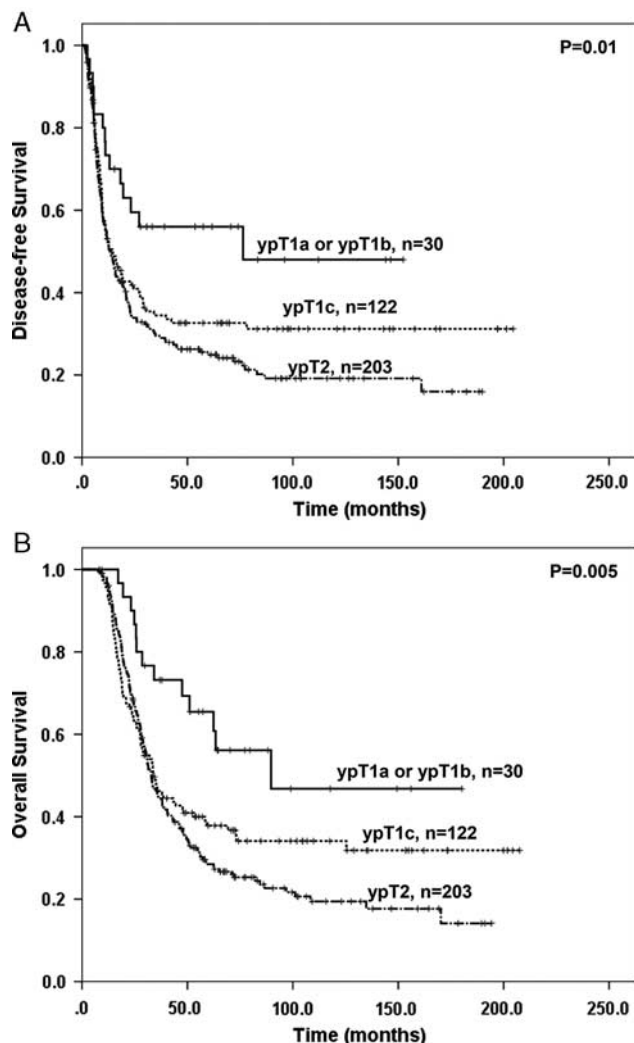 A
P=0.01
1.0
0.8
0.6
0.4
0.2
0.0
Disease-free Survival
ypT1a or ypT1b, n=30
ypT1c, n=122
ypT2, n=203
.0 50.0 100.0 150.0 200.0 250.0
Time (months)
B
P=0.005
1.0
0.8
0.6
0.4
0.2
0.0
Overall Survival
ypT1a or ypT1b, n=30
ypT1c, n=122
ypT2, n=203
.0 50.0 100.0 150.0 200.0 250.0
Time (months)